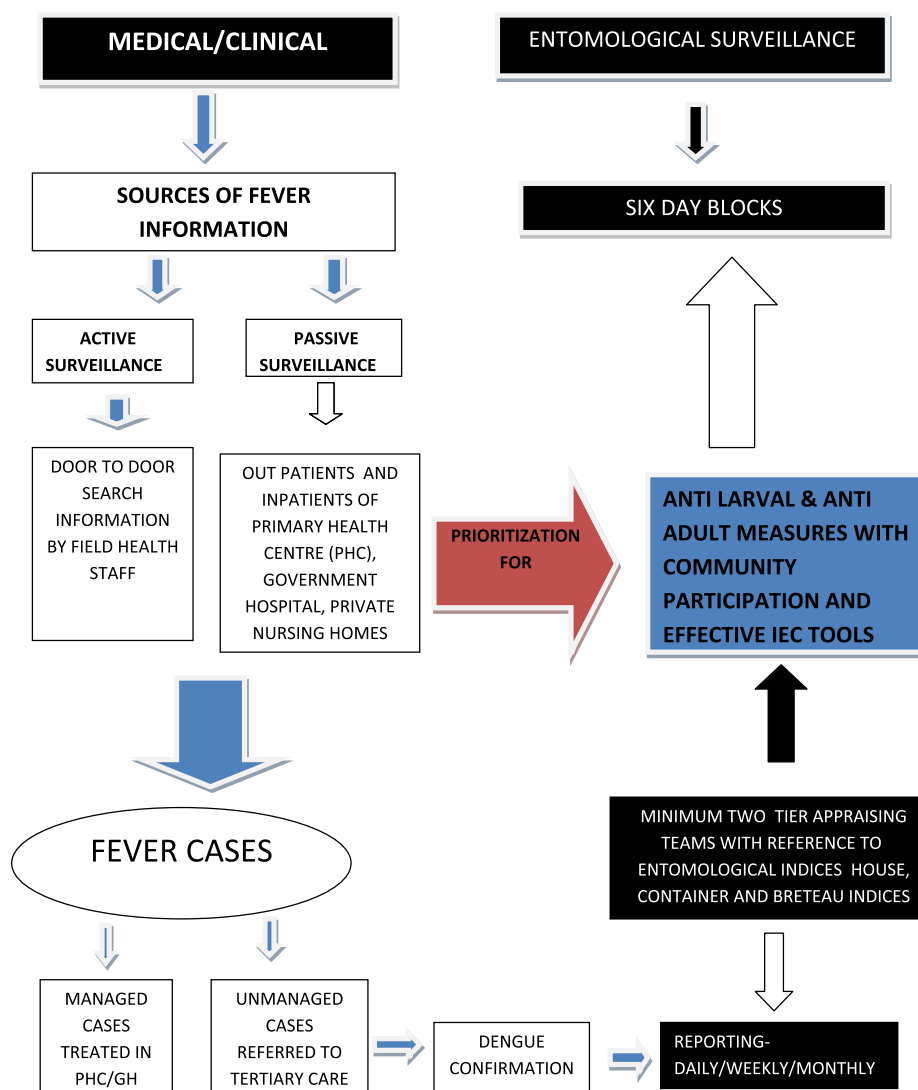 MEDICAL/CLINICAL
ENTOMOLOGICAL SURVEILLANCE
SOURCES OF FEVER
INFORMATION
SIX DAY BLOCKS
ACTIVE
SURVEILLANCE
PASSIVE
SURVEILLANCE
DOOR TO DOOR
SEARCH
INFORMATION
BY FIELD HEALTH
STAFF
OUT PATIENTS AND
INPATIENTS OF
PRIMARY HEALTH
CENTRE (PHC),
GOVERNMENT
HOSPITAL, PRIVATE
NURSING HOMES
PRIORITIZATION
FOR
ANTI LARVAL & ANTI
ADULT MEASURES WITH
COMMUNITY
PARTICIPATION AND
EFFECTIVE IEC TOOLS
FEVER CASES
MINIMUM TWO TIER APPRAISING
TEAMS WITH REFERENCE TO
ENTOMOLOGICAL INDICES HOUSE,
CONTAINER AND BRETEAU INDICES
MANAGED
CASES
TREATED IN
PHC/GH
UNMANAGED
CASES
REFERRED TO
TERTIARY CARE
DENGUE
CONFIRMATION
REPORTING-
DAILY/WEEKLY/MONTHLY